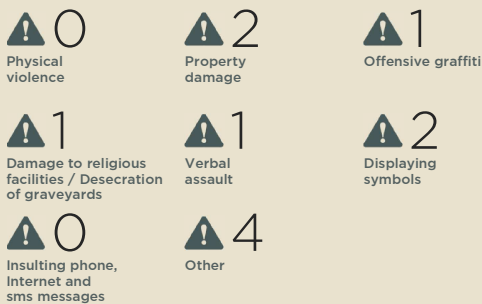 0
Physical
violence
2
Property
damage
1
Offensive graffiti
1
Damage to religious
facilities / Desecration
of graveyards
1
Verbal
assault
2
Displaying
symbols
0
Insulting phone,
Internet and
sms messages
4
Other